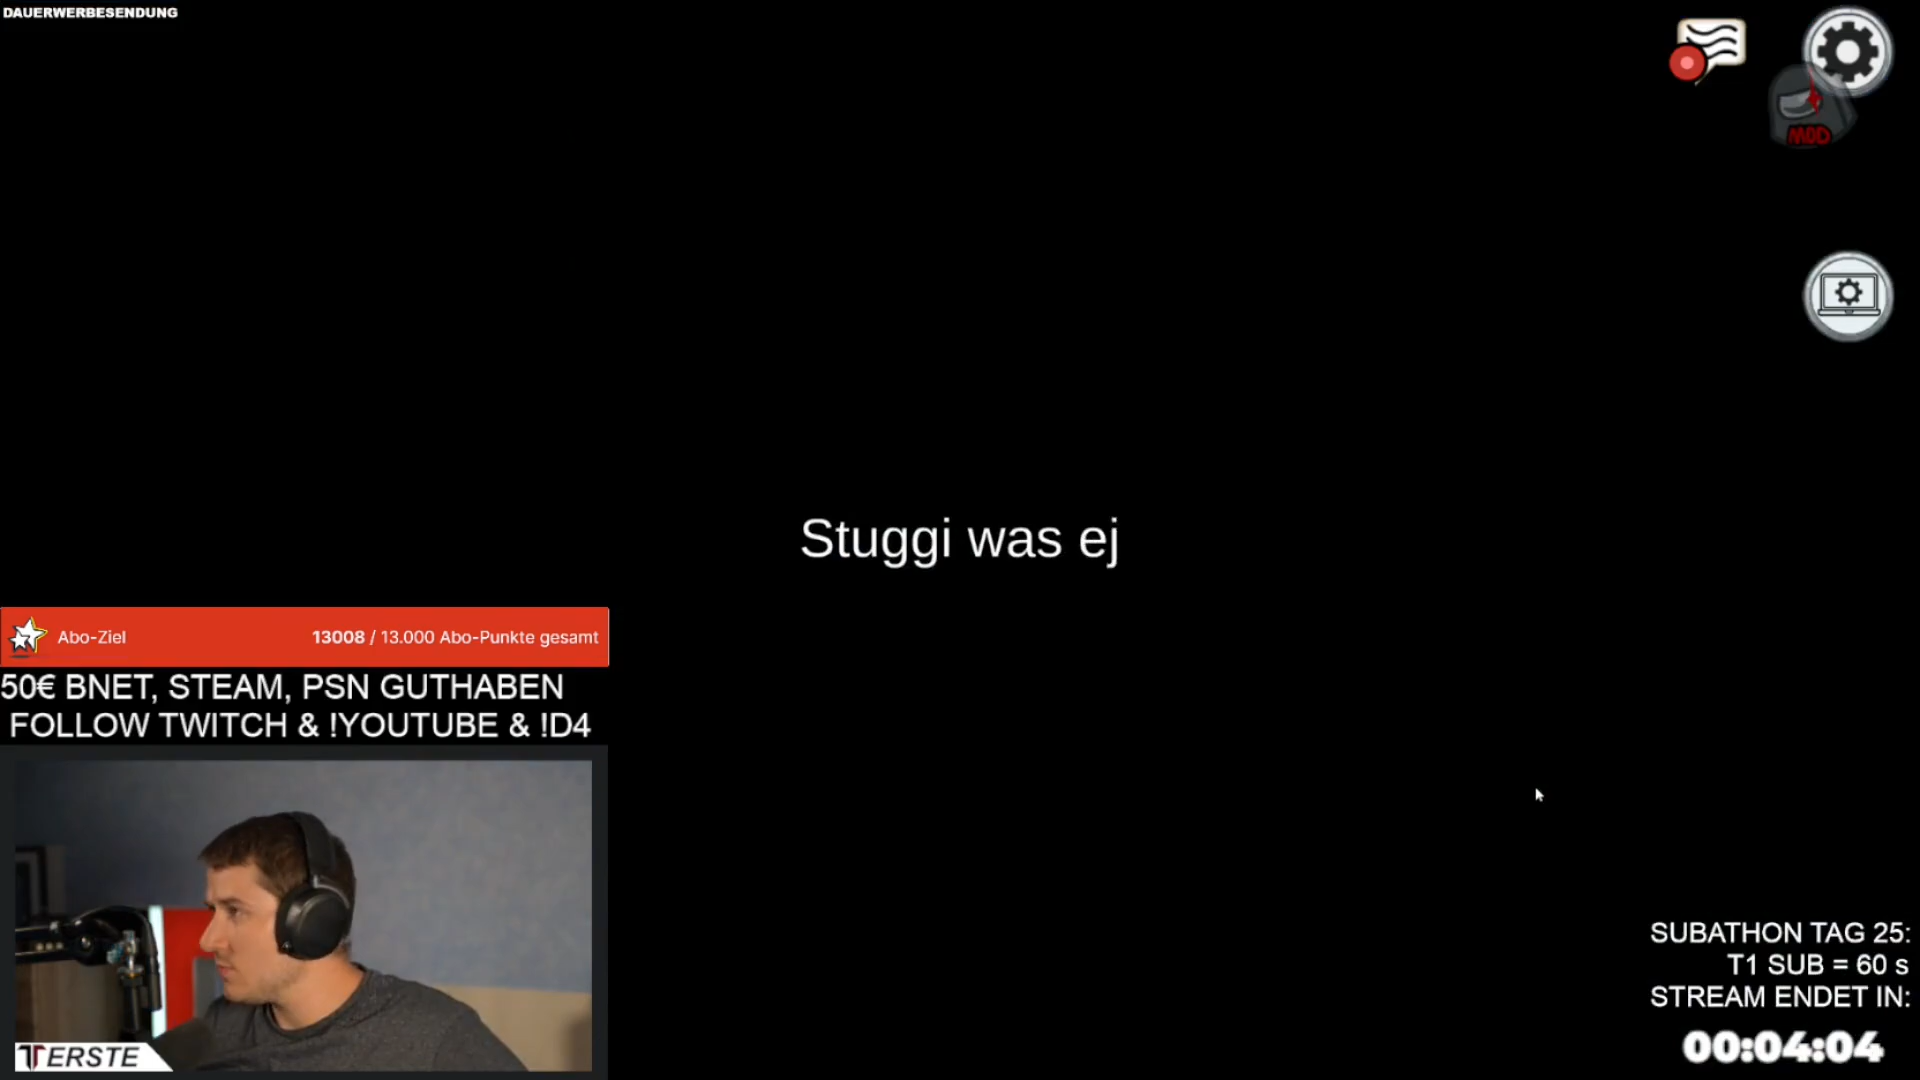 DAUERWERBESENDUNG
MOD
Stuggi was ej
Abo-Ziel 13008 / 13.000 Abo-Punkte gesamt
50€ BNET, STEAM, PSN GUTHABEN
FOLLOW TWITCH & !YOUTUBE & !D4
TERSTE
SUBATHON TAG 25:
T1 SUB = 60 s
STREAM ENDET IN:
00:04:04